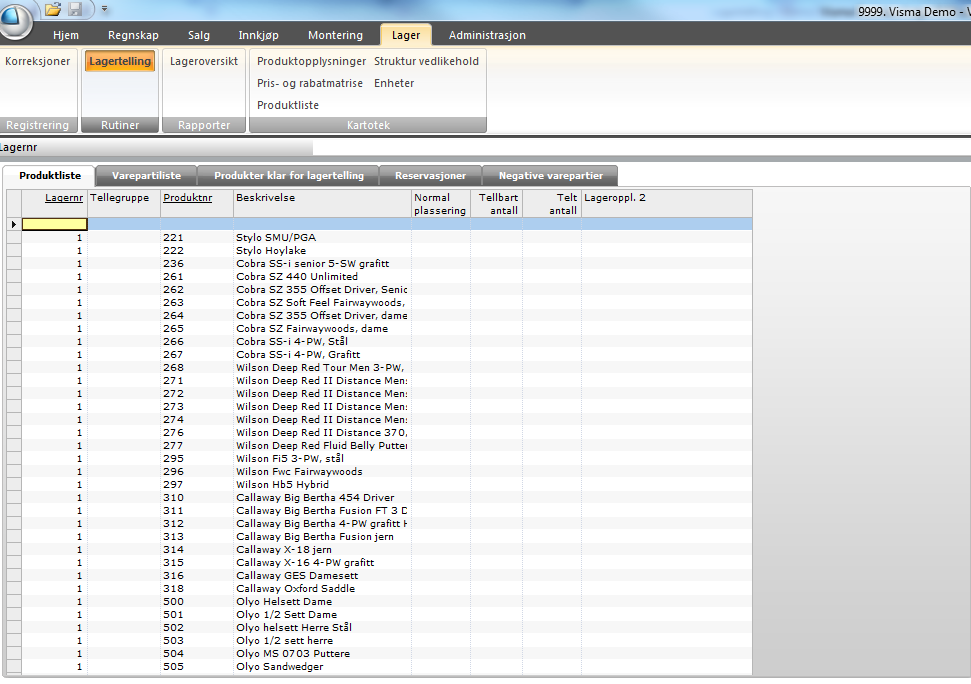 9999. Visma Demo - V
Hjem Regnskap Salg Innkjøp Montering Lager Administrasjon
Korreksjoner Lagertelling Lageroversikt Produktopplysninger Struktur vedlikehold
Pris- og rabatmatrise Enheter
Produktliste
Registrering Rutiner Rapporter Kartotek
Lagernr
Produktliste Varepartiliste Produkter klar for lagertelling Reservasjoner Negative varepartier
Lagernr Tellegruppe Produktnr Beskrivelse Normal Tellbart Telt Lageroppl. 2
plassering antall antall
1 221 Stylo SMU/PGA
1 222 Stylo Hoylake
1 236 Cobra SS-i senior 5-SW grafitt
1 261 Cobra SZ 440 Unlimited
1 262 Cobra SZ 355 Offset Driver, Senic
1 263 Cobra SZ Soft Feel Fairwaywoods,
1 264 Cobra SZ 355 Offset Driver, dame
1 265 Cobra SZ Fairwaywoods, dame
1 266 Cobra SS-i 4-PW, Stål
1 267 Cobra SS-i 4-PW, Grafitt
1 268 Wilson Deep Red Tour Men 3-PW,
1 271 Wilson Deep Red II Distance Mens
1 272 Wilson Deep Red II Distance Mens
1 273 Wilson Deep Red II Distance Mens
1 274 Wilson Deep Red II Distance Mens
1 276 Wilson Deep Red II Distance 370,
1 277 Wilson Deep Red Fluid Belly Putter
1 295 Wilson Fi5 3-PW, stål
1 296 Wilson Fwc Fairwaywoods
1 297 Wilson Hb5 Hybrid
1 310 Callaway Big Bertha 454 Driver
1 311 Callaway Big Bertha Fusion FT 3 D
1 312 Callaway Big Bertha 4-PW grafitt H
1 313 Callaway Big Bertha Fusion jern
1 314 Callaway X-18 jern
1 315 Callaway X-16 4-PW grafitt
1 316 Callaway GES Damesett
1 318 Callaway Oxford Saddle
1 500 Olyo Helsett Dame
1 501 Olyo 1/2 Sett Dame
1 502 Olyo helsett Herre Stål
1 503 Olyo 1/2 sett herre
1 504 Olyo MS 0703 Puttere
1 505 Olyo Sandwedger